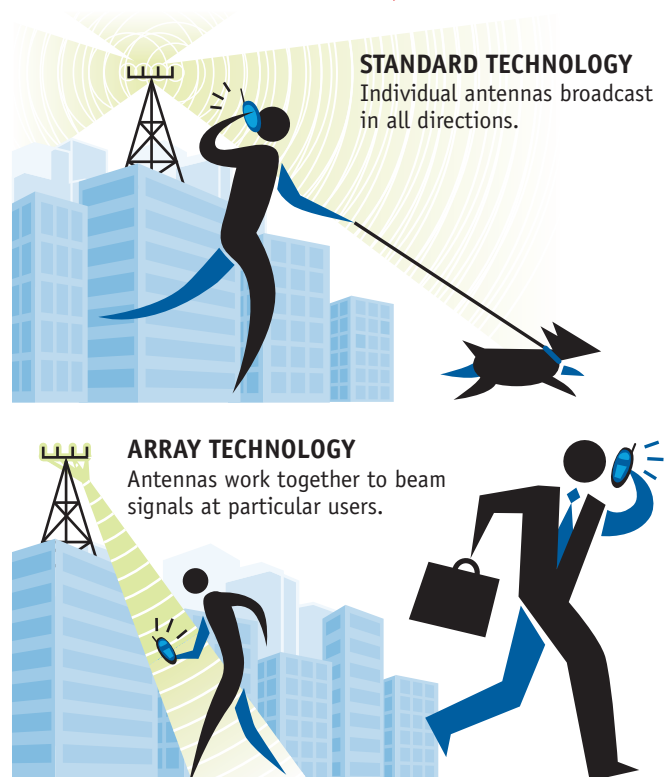 STANDARD TECHNOLOGY
Individual antennas broadcast
in all directions.
ARRAY TECHNOLOGY
Antennas work together to beam
signals at particular users.